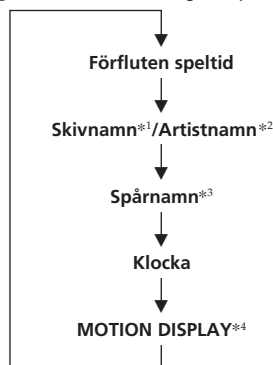 Förfluten speltid
Skivnamn*1/Artistnamn*2
Spårnamn*3
Klocka
MOTION DISPLAY*4